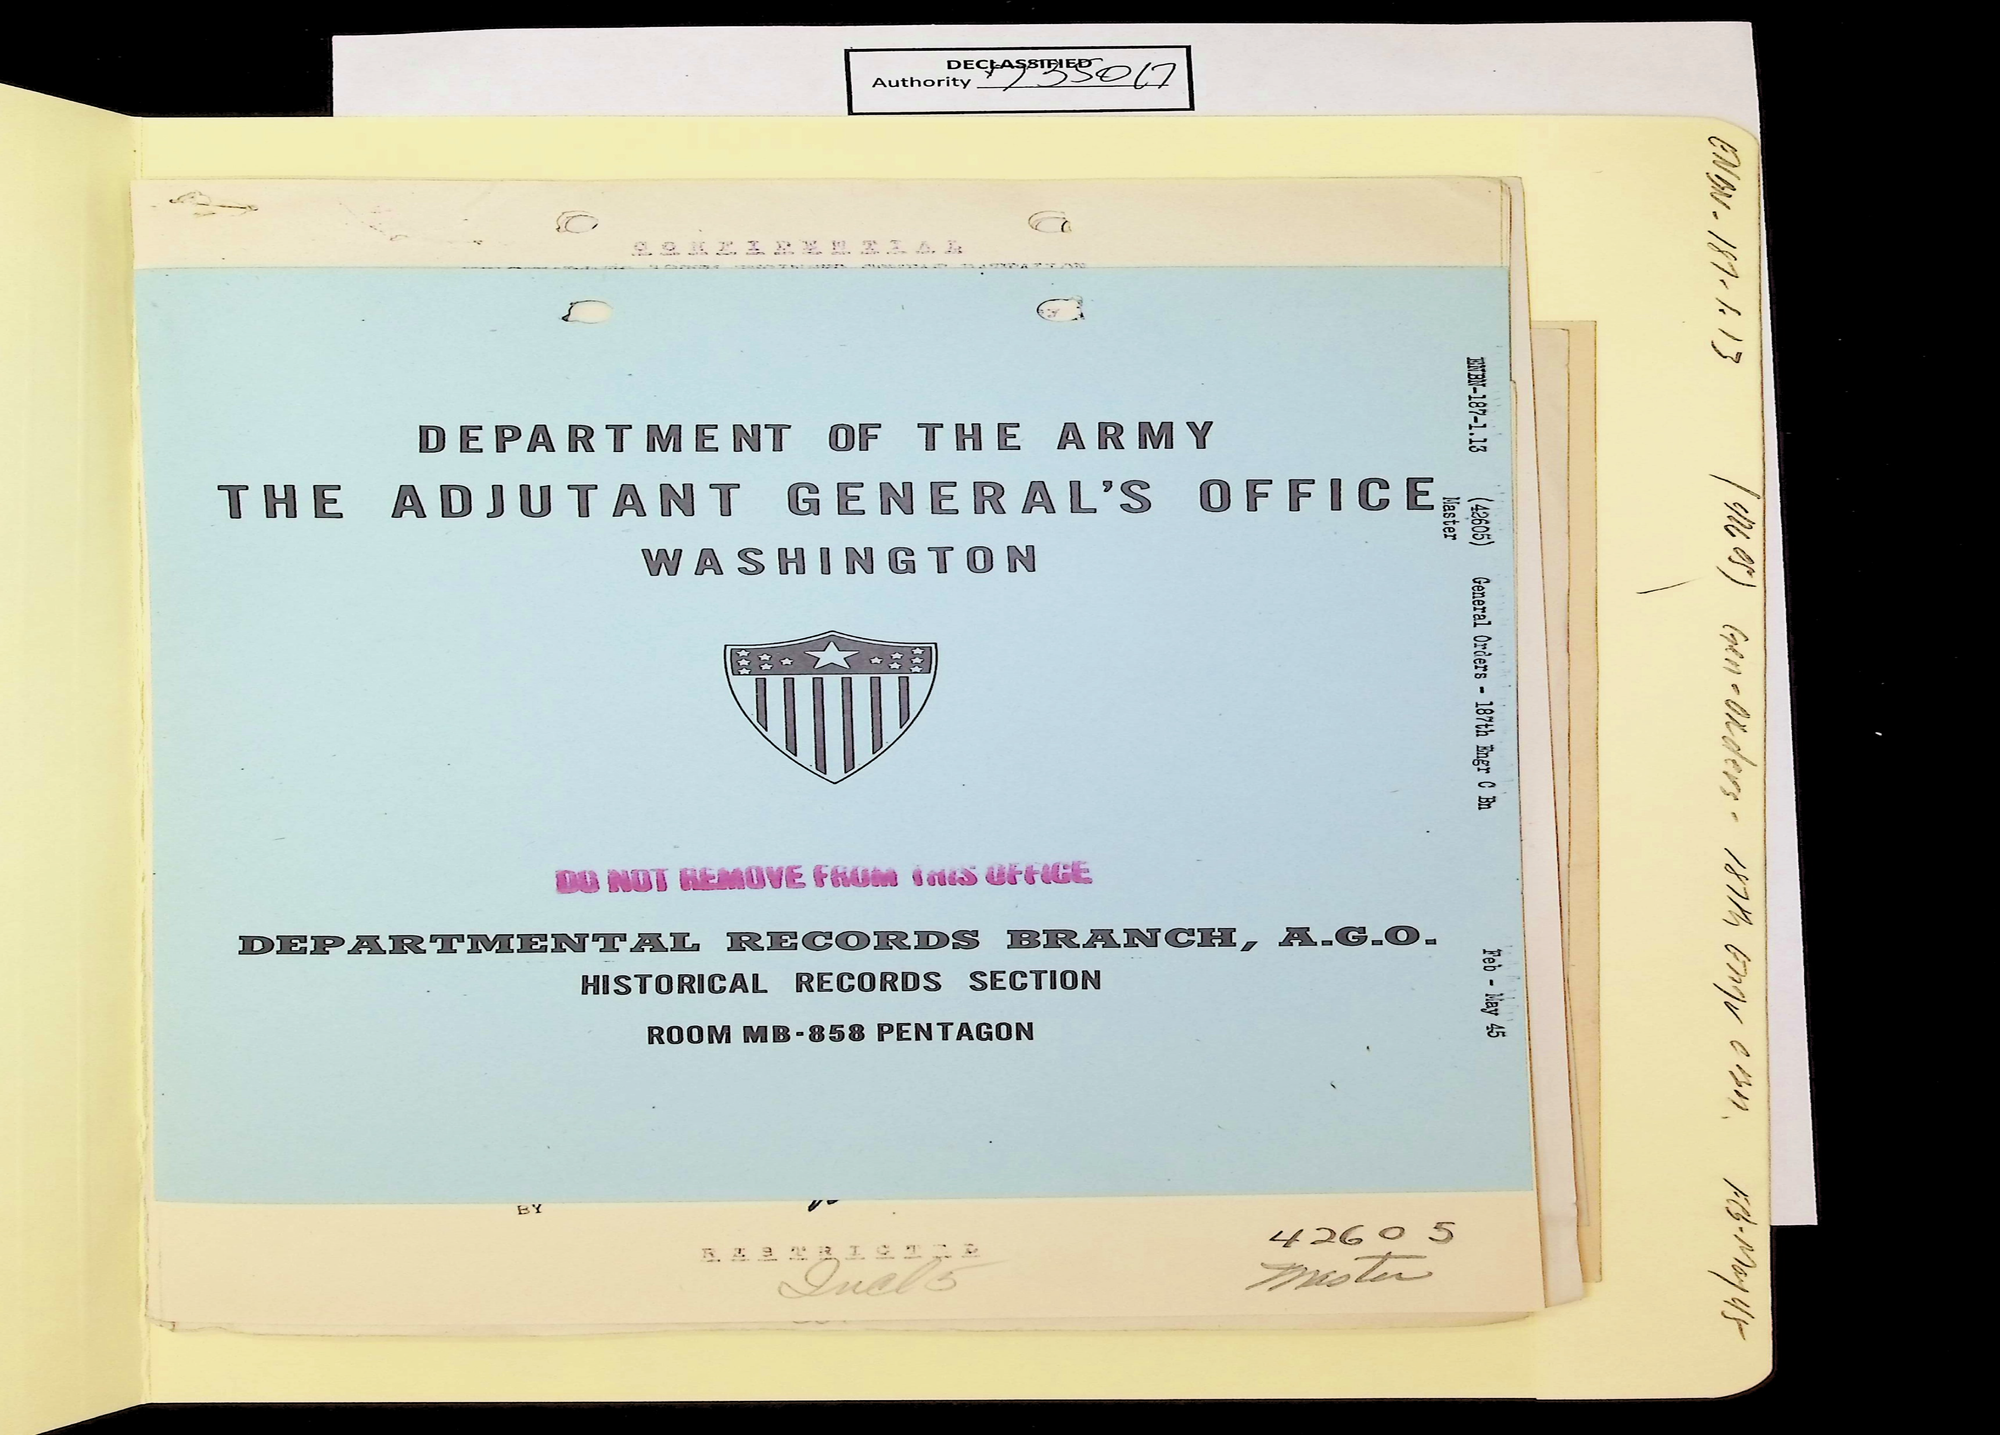 DECLASSIFIED
Authority 735017
CONFIDENTIAL
DEPARTMENT OF THE ARMY
THE ADJUTANT GENERAL'S OFFICE
WASHINGTON
DO NOT REMOVE FROM THIS OFFICE
DEPARTMENTAL RECORDS BRANCH, A.G.O.
HISTORICAL RECORDS SECTION
ROOM MB-858 PENTAGON
ENBN-187-1.13 (42605) General Orders - 187th Engr C Bn Feb - May 45
Master
BY
RESTRICTED
Incl 5
42605
Master
ENBN-187-1.13 (42605) Gen-Orders- 187th Engr C Bn. Feb-May 45